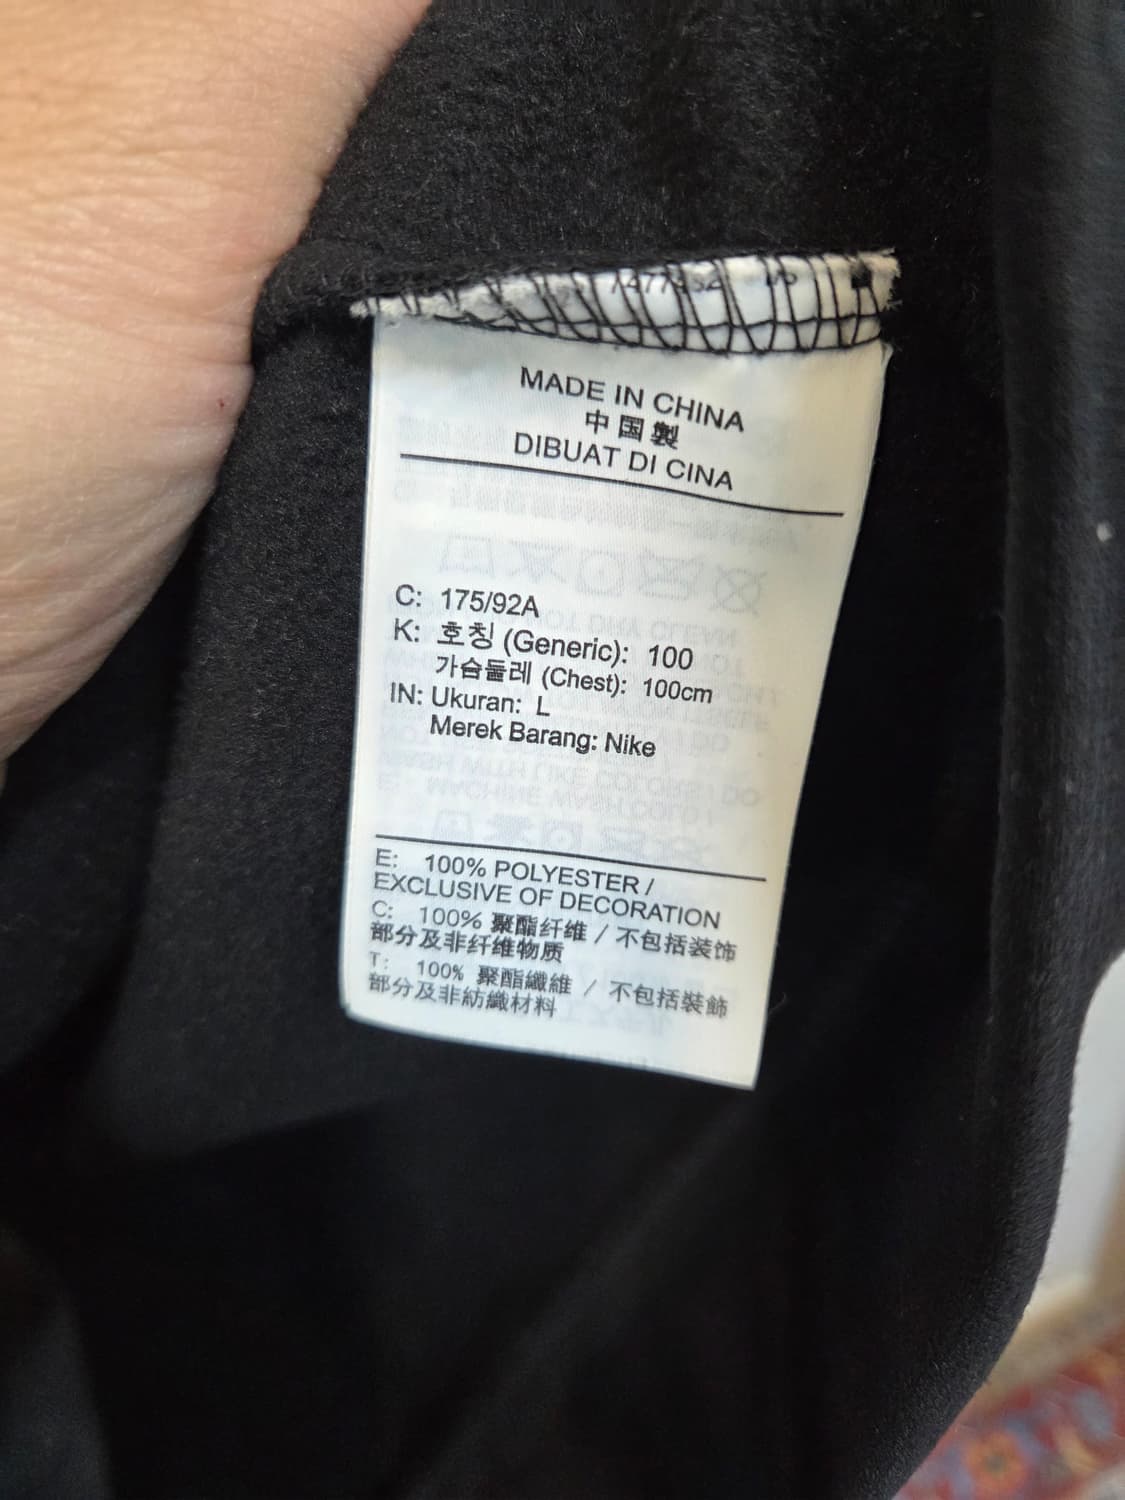 MADE IN CHINA
中国製
DIBUAT DI CINA
C: 175/92A
K: 호칭 (Generic): 100
가슴둘레 (Chest): 100cm
IN: Ukuran: L
Merek Barang: Nike
E: 100% POLYESTER /
EXCLUSIVE OF DECORATION
C: 100% 聚酯纤维 / 不包括装饰
部分及非纤维物质
T: 100% 聚酯纖維 / 不包括裝飾
部分及非紡織材料